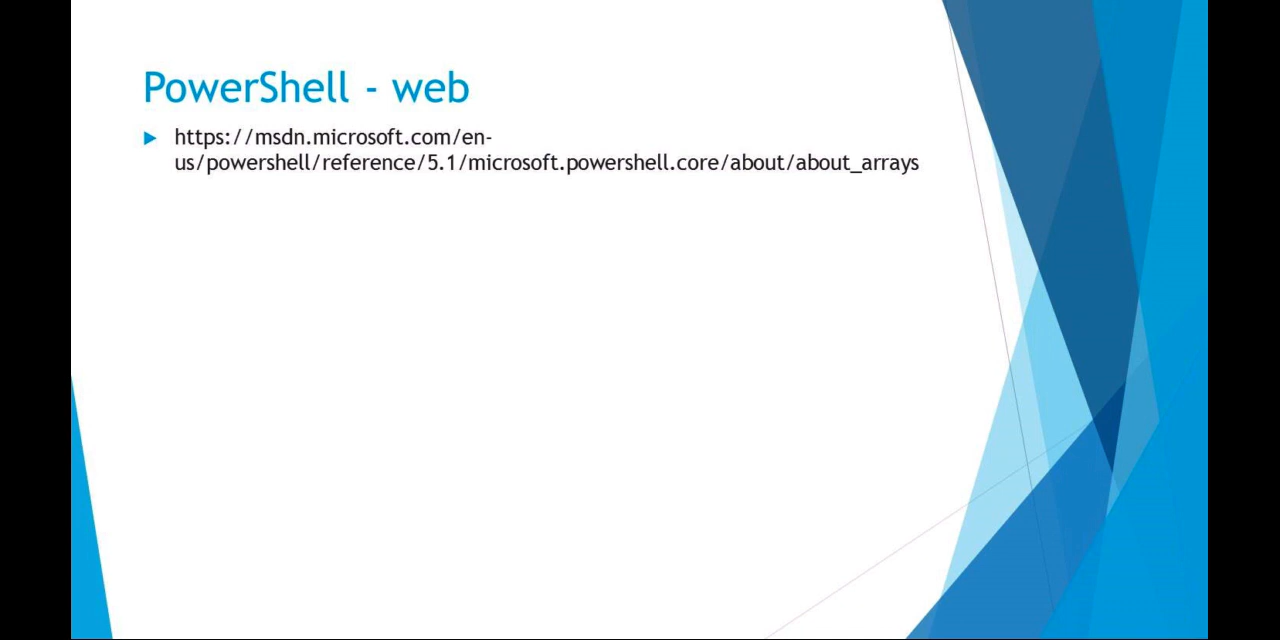 PowerShell - web
https://msdn.microsoft.com/en-
us/powershell/reference/5.1/microsoft.powershell.core/about/about_arrays